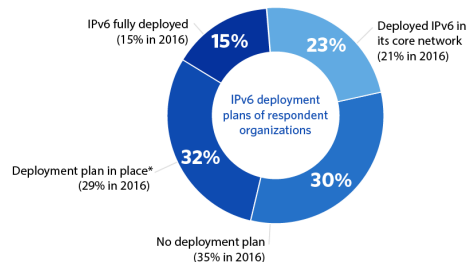 IPv6 fully deployed
(15% in 2016)
15%
23%
Deployed IPv6 in
its core network
(21% in 2016)
IPv6 deployment
plans of respondent
organizations
Deployment plan in place*
(29% in 2016)
32%
30%
No deployment plan
(35% in 2016)